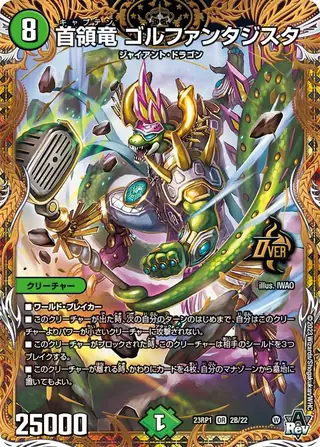 8
キャプテン
首領竜 ゴルファンタジスタ
ジャイアント・ドラゴン
OVER
illus. IWAO
クリーチャー
■ワールド・ブレイカー
■このクリーチャーが出た時、次の自分のターンのはじめまで、自分はこのクリーチ
ャーよりパワーが小さいクリーチャーに攻撃されない。
■このクリーチャーがブロックされた時、このクリーチャーは相手のシールドを3つ
ブレイクする。
■このクリーチャーが離れる時、かわりにカードを4枚、自分のマナゾーンから墓地
に置いてもよい。
25000
1
23RP1 OR 2B/22
W
Rev